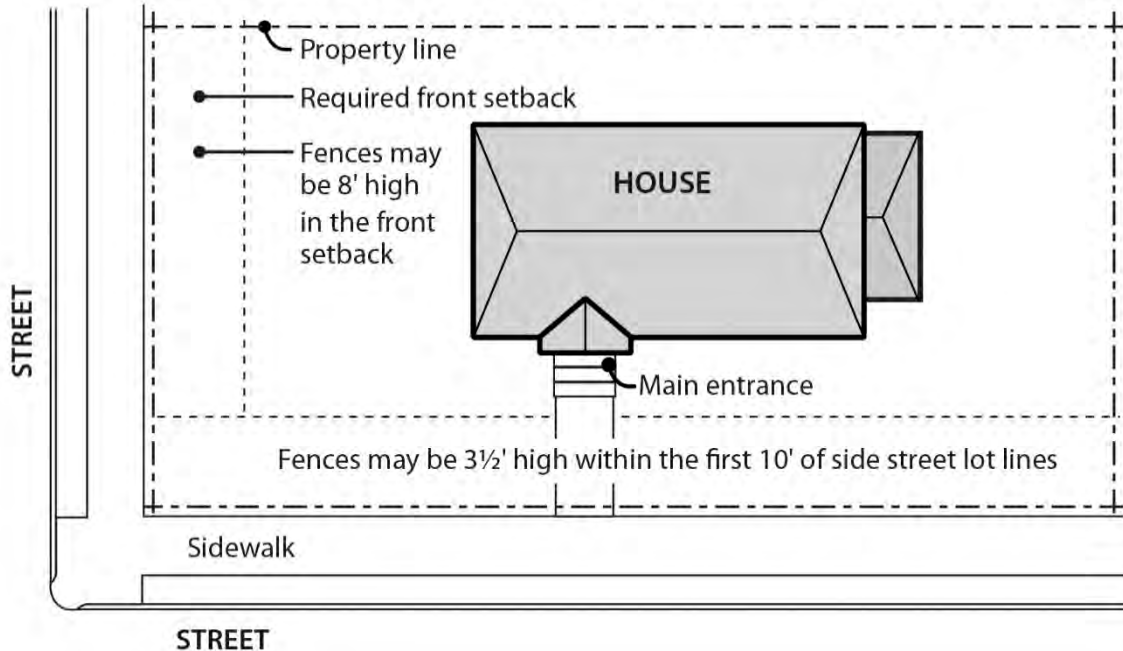 Property line
Required front setback
Fences may
be 8' high
in the front
setback
HOUSE
STREET
Main entrance
Fences may be 3½' high within the first 10' of side street lot lines
Sidewalk
STREET